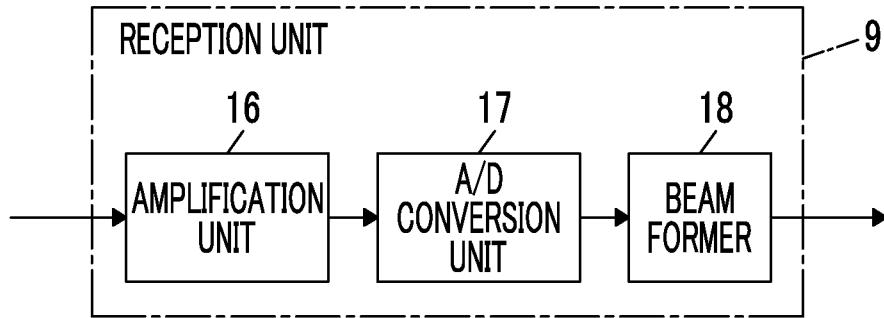 RECEPTION UNIT
9
16
17
18
AMPLIFICATION
UNIT
A/D
CONVERSION
UNIT
BEAM
FORMER